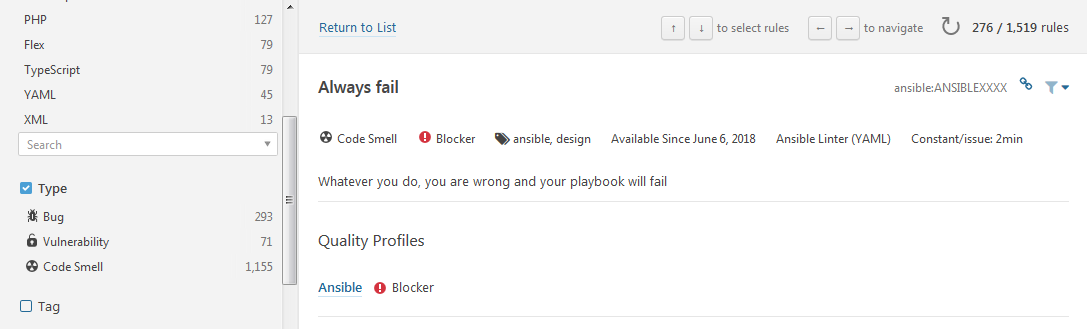 PHP 127
Flex 79
TypeScript 79
YAML 45
XML 13
Search
Type
Bug 293
Vulnerability 71
Code Smell 1,155
Tag
Return to List ↑ ↓ to select rules ← → to navigate 276 / 1,519 rules
Always fail ansible:ANSIBLEXXXX
Code Smell Blocker ansible, design Available Since June 6, 2018 Ansible Linter (YAML) Constant/issue: 2min
Whatever you do, you are wrong and your playbook will fail
Quality Profiles
Ansible Blocker